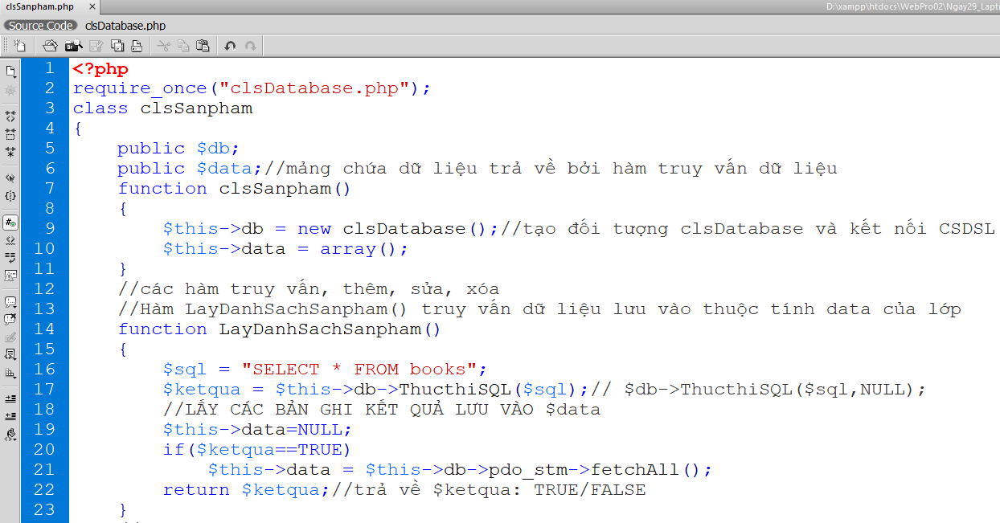 clsSanpham.php ×
D:\xampp\htdocs\WebPro02\Ngay29_Laptr
Source Code clsDatabase.php
1 <?php
2 require_once("clsDatabase.php");
3 class clsSanpham
4 {
5 public $db;
6 public $data;//mảng chứa dữ liệu trả về bởi hàm truy vấn dữ liệu
7 function clsSanpham()
8 {
9 $this->db = new clsDatabase();//tạo đối tượng clsDatabase và kết nối CSDSL
10 $this->data = array();
11 }
12 //các hàm truy vấn, thêm, sửa, xóa
13 //Hàm LayDanhSachSanpham() truy vấn dữ liệu lưu vào thuộc tính data của lớp
14 function LayDanhSachSanpham()
15 {
16 $sql = "SELECT * FROM books";
17 $ketqua = $this->db->ThucthiSQL($sql);// $db->ThucthiSQL($sql,NULL);
18 //LẤY CÁC BẢN GHI KẾT QUẢ LƯU VÀO $data
19 $this->data=NULL;
20 if($ketqua==TRUE)
21 $this->data = $this->db->pdo_stm->fetchAll();
22 return $ketqua;//trả về $ketqua: TRUE/FALSE
23 }